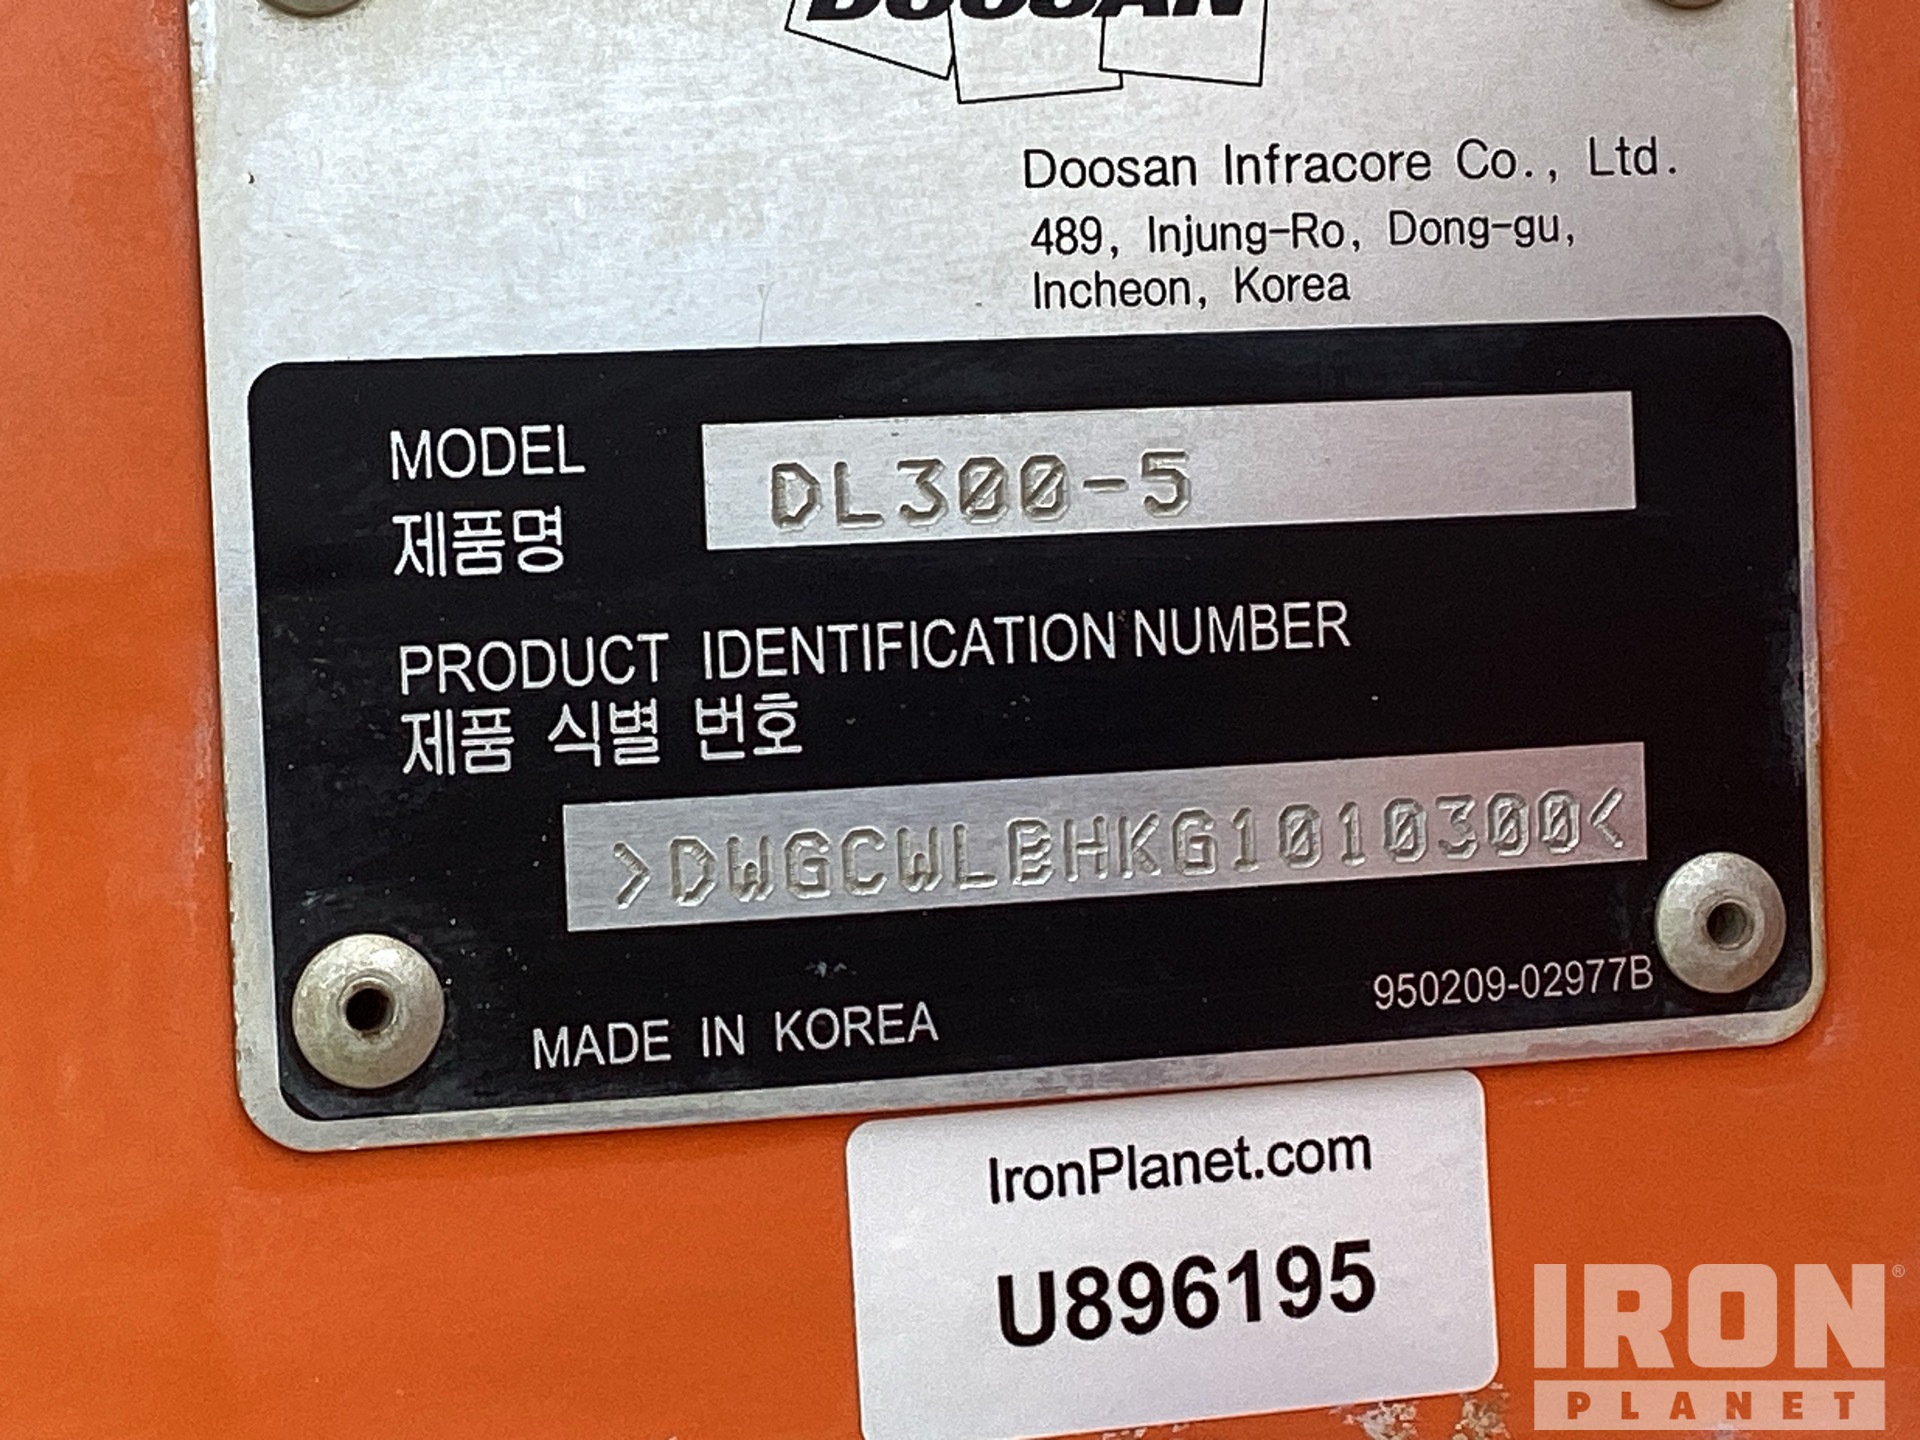 DOOSAN
Doosan Infracore Co., Ltd.
489, Injung-Ro, Dong-gu,
Incheon, Korea
MODEL
제품명
DL300-5
PRODUCT IDENTIFICATION NUMBER
제품 식별 번호
>DWGCWLBHKG1010300<
MADE IN KOREA
950209-02977B
IronPlanet.com
U896195
IRON®
PLANET